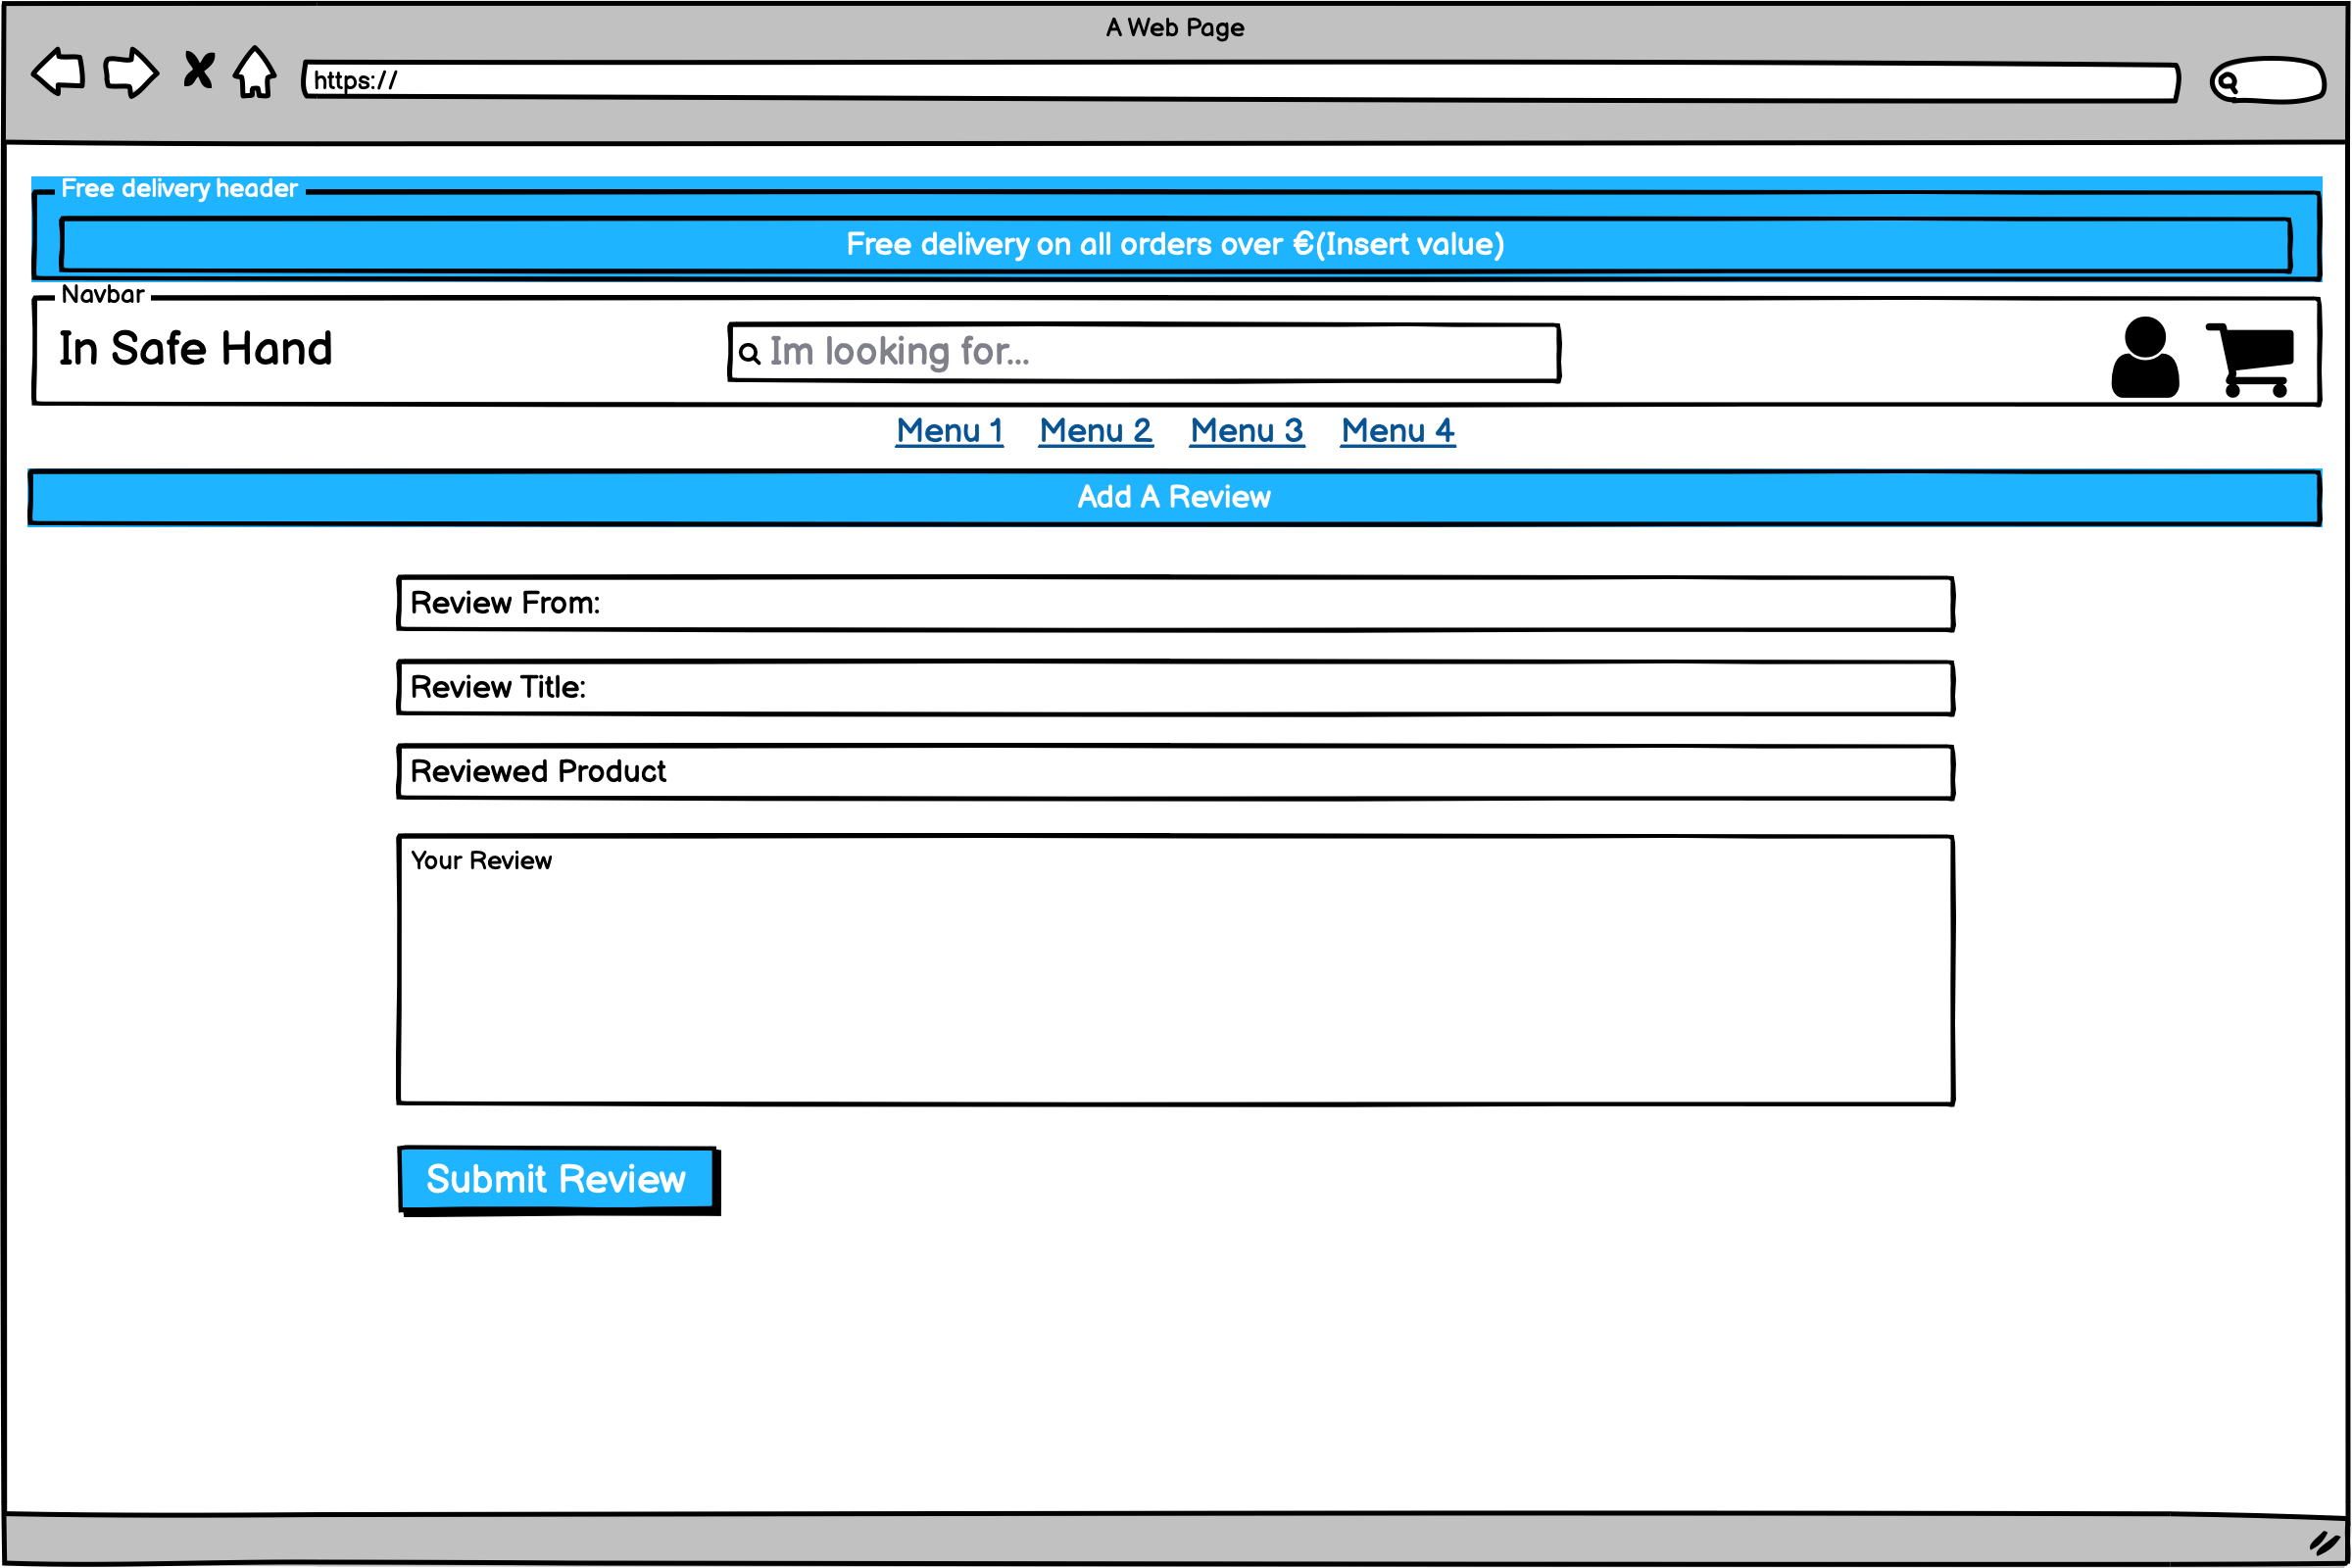 A Web Page
https://
Free delivery header
Free delivery on all orders over €(Insert value)
Navbar
In Safe Hand
Im looking for...
Menu 1 Menu 2 Menu 3 Menu 4
Add A Review
Review From:
Review Title:
Reviewed Product
Your Review
Submit Review